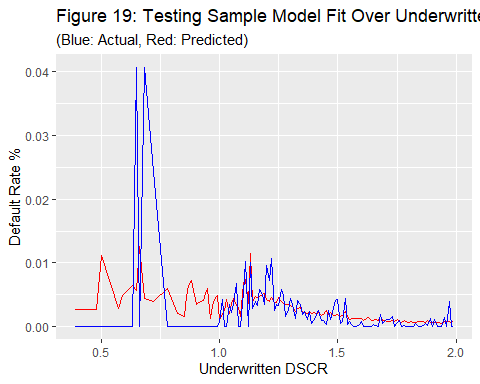 Figure 19: Testing Sample Model Fit Over Underwritte
(Blue: Actual, Red: Predicted)
0.04
0.03
0.02
0.01
0.00
Default Rate %
0.5
1.0
1.5
2.0
Underwritten DSCR